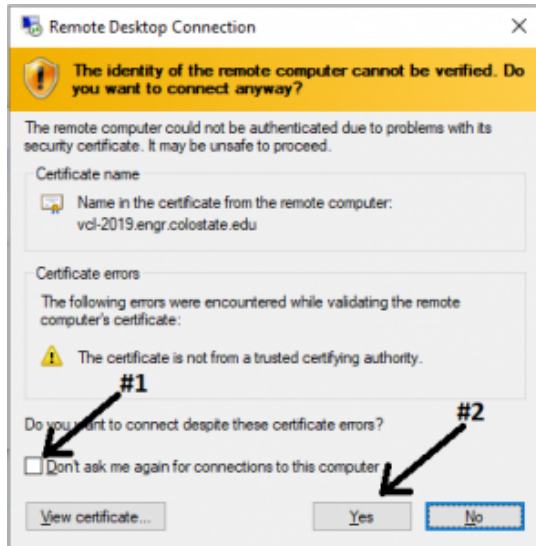 Remote Desktop Connection
The identity of the remote computer cannot be verified. Do
you want to connect anyway?
The remote computer could not be authenticated due to problems with its
security certificate. It may be unsafe to proceed.
Certificate name
Name in the certificate from the remote computer:
vcl-2019.engr.colostate.edu
Certificate errors
The following errors were encountered while validating the remote
computer's certificate:
The certificate is not from a trusted certifying authority.
#1
#2
Do you want to connect despite these certificate errors?
Don't ask me again for connections to this computer
View certificate...
Yes
No